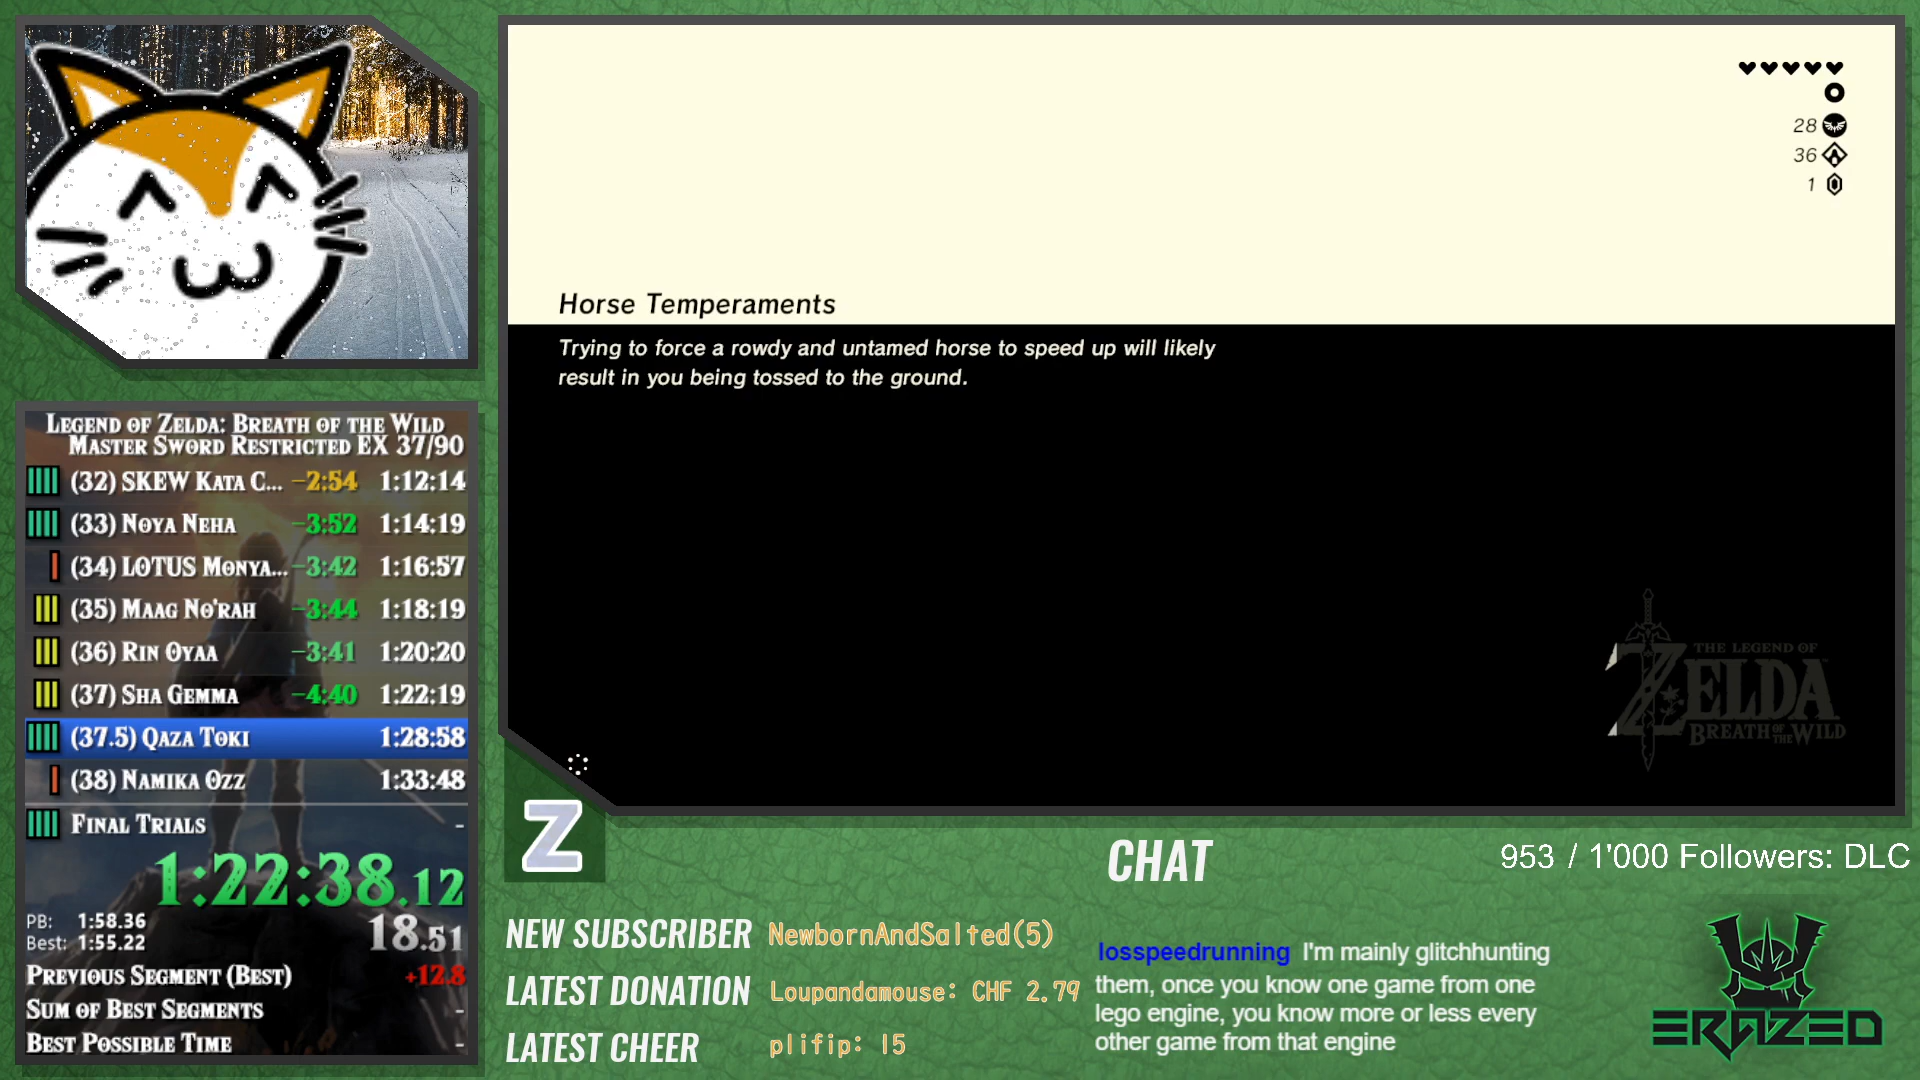 28
36
1
Horse Temperaments
Trying to force a rowdy and untamed horse to speed up will likely
result in you being tossed to the ground.
THE LEGEND OF
ZELDA
BREATH OF THE WILD
LEGEND OF ZELDA: BREATH OF THE WILD
MASTER SWORD RESTRICTED EX 37/90
(32) SKEW KATA C... −2:54 1:12:14
(33) NOYA NEHA −3:52 1:14:19
(34) LOTUS MONYA... −3:42 1:16:57
(35) MAAG NO'RAH −3:44 1:18:19
(36) RIN OYAA −3:41 1:20:20
(37) SHA GEMMA −4:40 1:22:19
(37.5) QAZA TOKI 1:28:58
(38) NAMIKA OZZ 1:33:48
FINAL TRIALS -
1:22:38.12
PB: 1:58.36
Best: 1:55.22
18.51
PREVIOUS SEGMENT (BEST) +12.8
SUM OF BEST SEGMENTS -
BEST POSSIBLE TIME -
Z
NEW SUBSCRIBER NewbornAndSalted(5)
LATEST DONATION Loupandamouse: CHF 2.79
LATEST CHEER plifip: 15
CHAT
losspeedrunning I'm mainly glitchhunting
them, once you know one game from one
lego engine, you know more or less every
other game from that engine
953 / 1'000 Followers: DLC
ERAZED